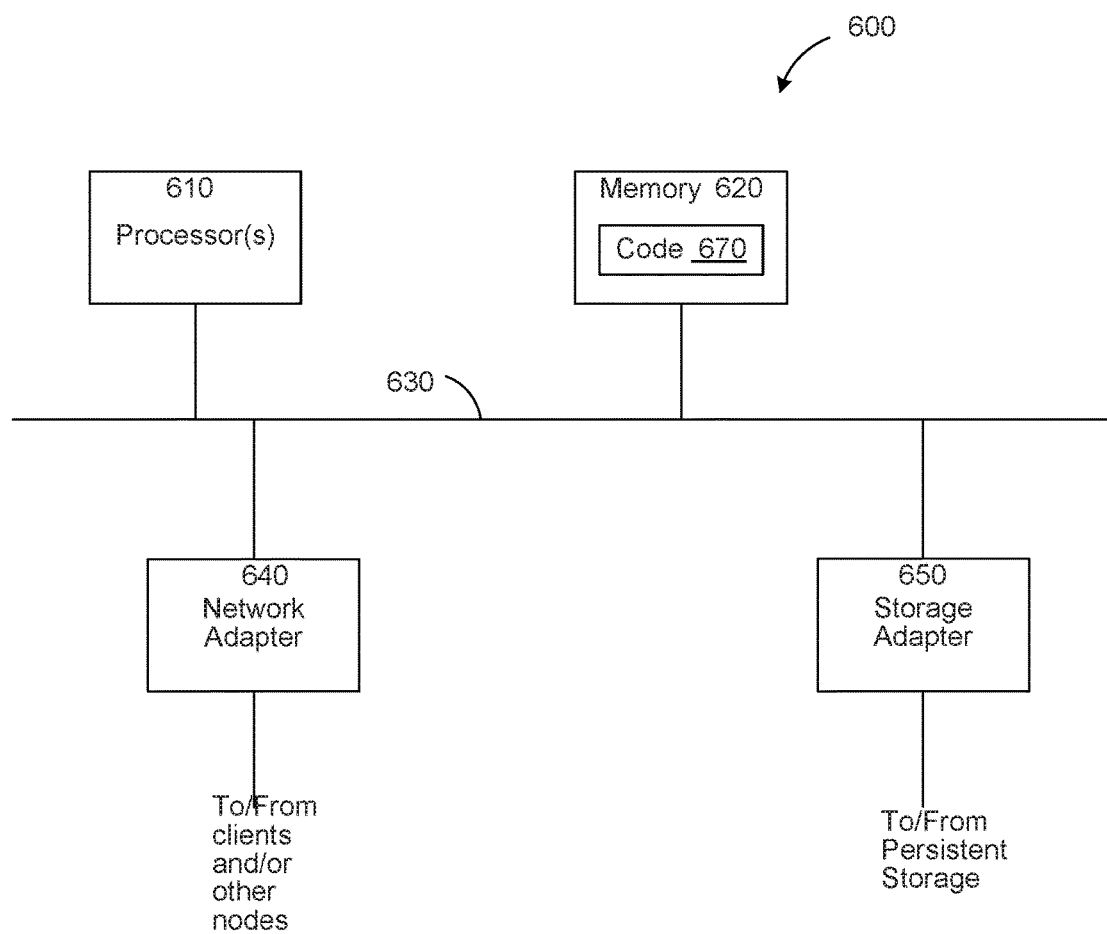 600
610
Processor(s)
Memory 620
Code 670
630
640
Network
Adapter
650
Storage
Adapter
To/From
clients
and/or
other
nodes
To/From
Persistent
Storage